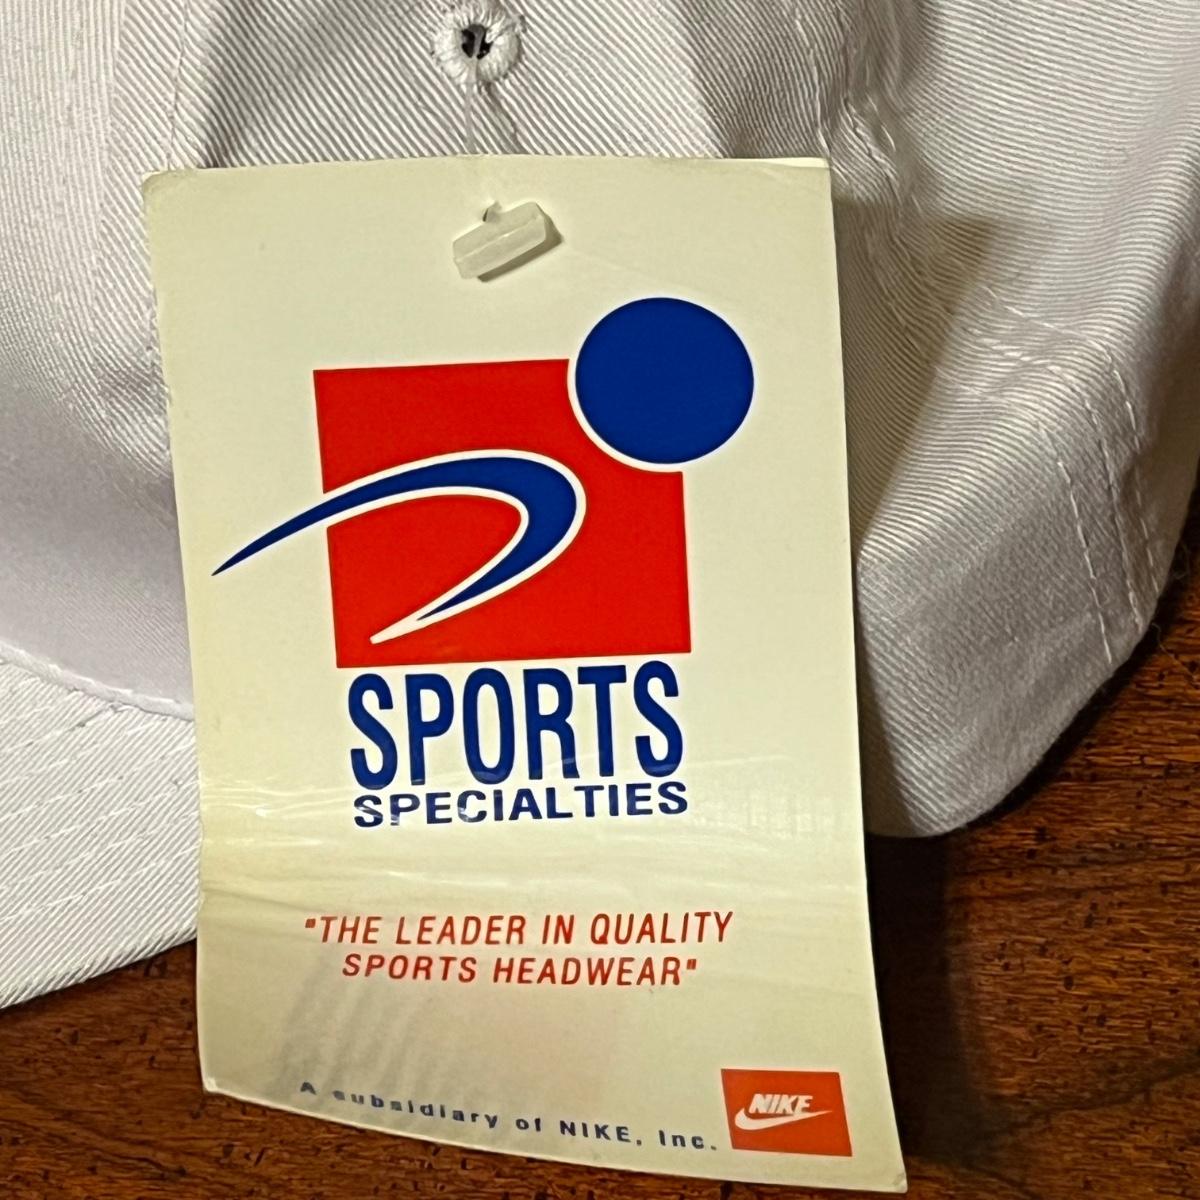 SPORTS
SPECIALTIES
"THE LEADER IN QUALITY
SPORTS HEADWEAR"
A subsidiary of NIKE, Inc.
NIKE